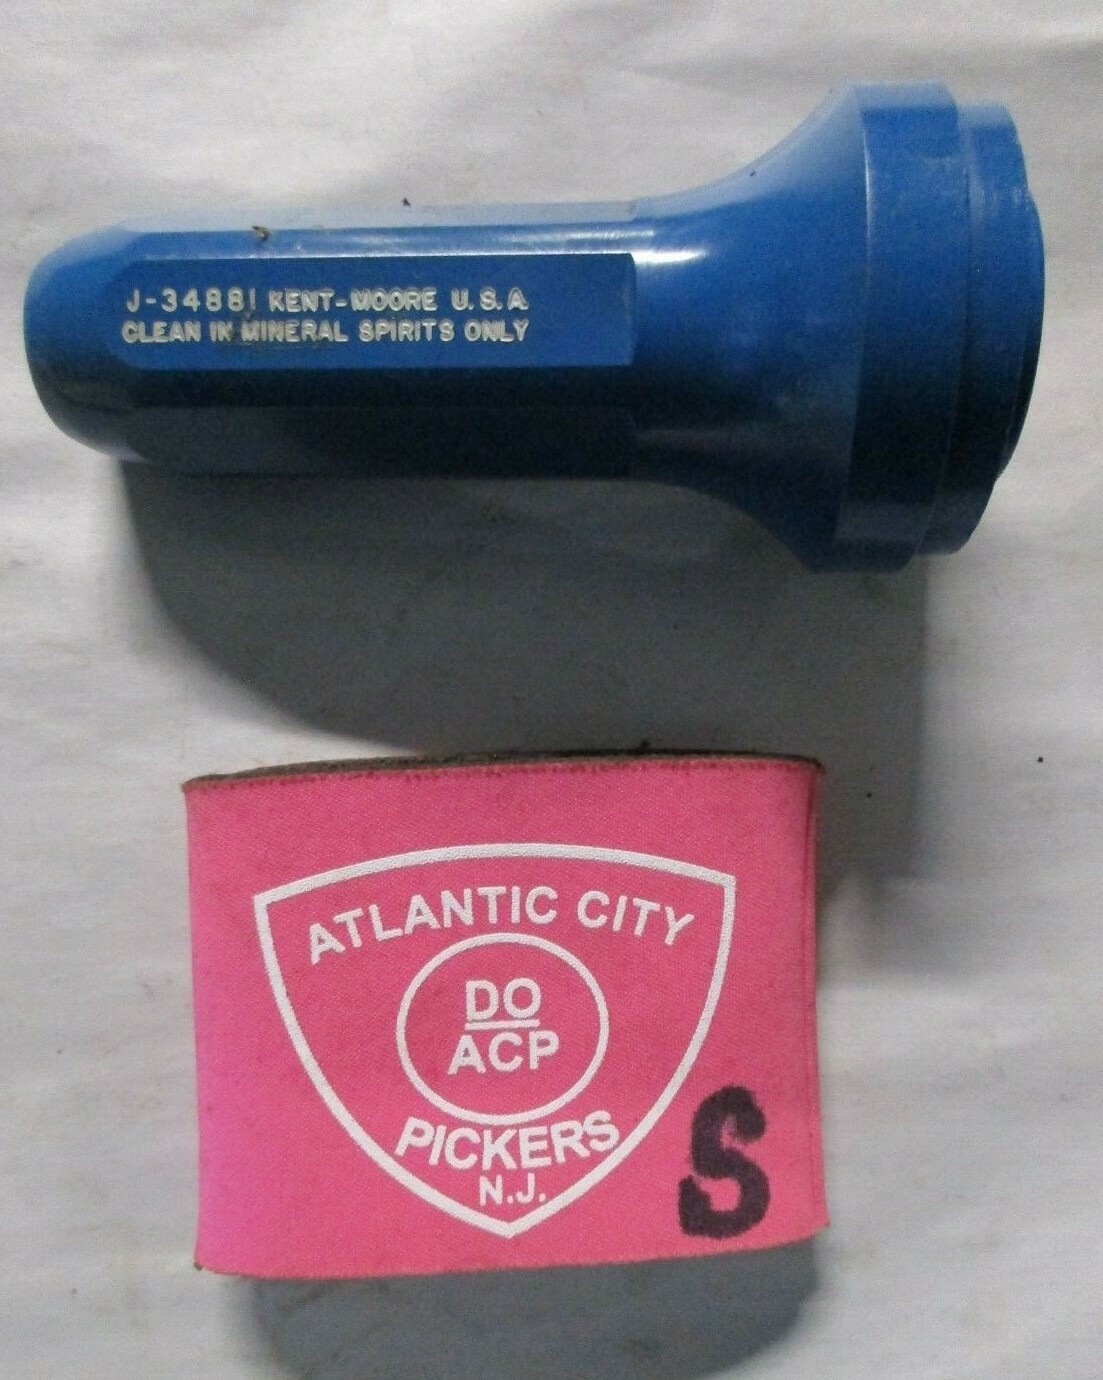 J-34881 KENT-MOORE U.S.A.
CLEAN IN MINERAL SPIRITS ONLY
ATLANTIC CITY
DO
ACP
PICKERS
N.J.
S